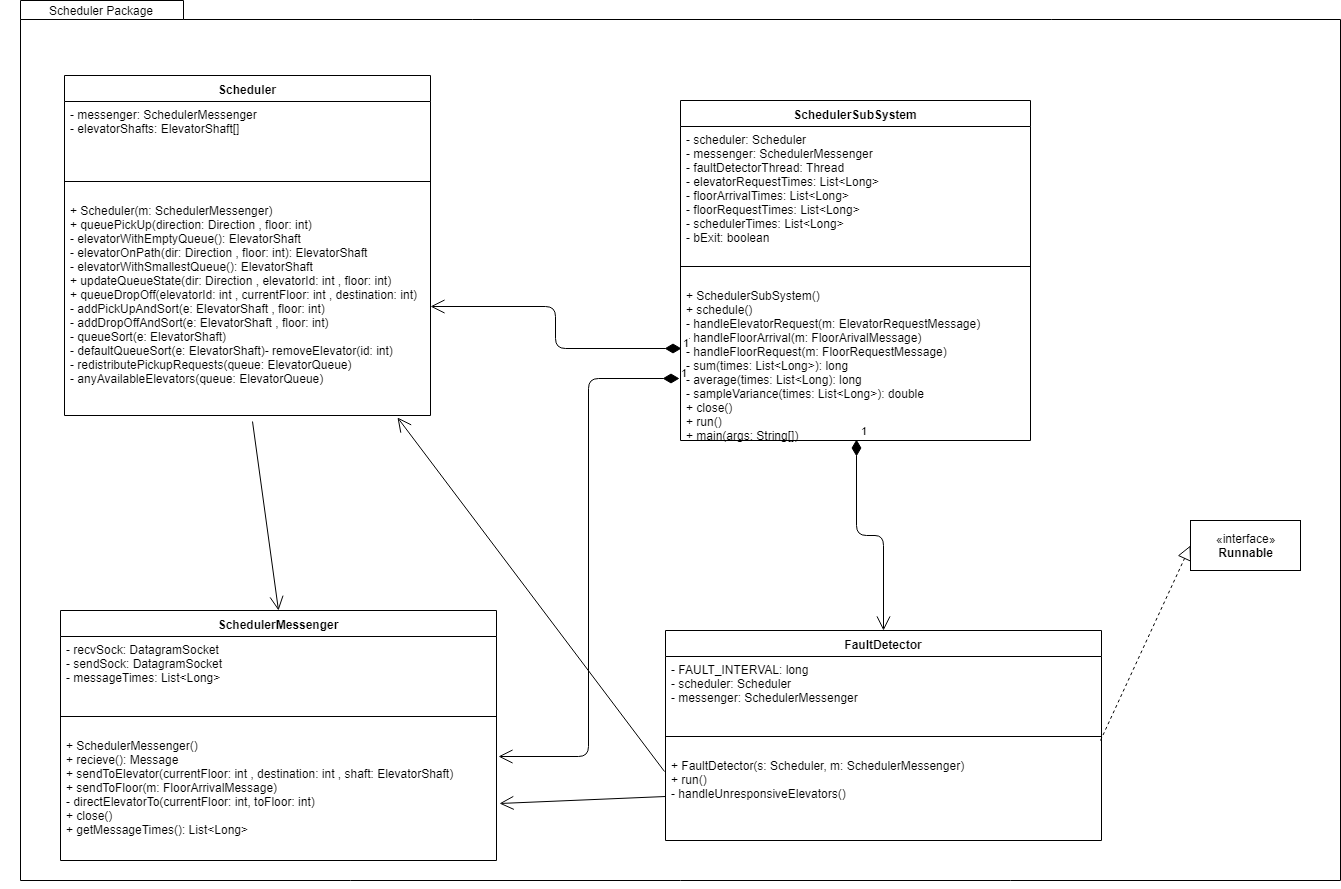 Scheduler Package
Scheduler
- messenger: SchedulerMessenger
- elevatorShafts: ElevatorShaft[]
+ Scheduler(m: SchedulerMessenger)
+ queuePickUp(direction: Direction , floor: int)
- elevatorWithEmptyQueue(): ElevatorShaft
- elevatorOnPath(dir: Direction , floor: int): ElevatorShaft
- elevatorWithSmallestQueue(): ElevatorShaft
+ updateQueueState(dir: Direction , elevatorId: int , floor: int)
+ queueDropOff(elevatorId: int , currentFloor: int , destination: int)
- addPickUpAndSort(e: ElevatorShaft , floor: int)
- addDropOffAndSort(e: ElevatorShaft , floor: int)
- queueSort(e: ElevatorShaft)
- defaultQueueSort(e: ElevatorShaft)- removeElevator(id: int)
- redistributePickupRequests(queue: ElevatorQueue)
- anyAvailableElevators(queue: ElevatorQueue)
SchedulerSubSystem
- scheduler: Scheduler
- messenger: SchedulerMessenger
- faultDetectorThread: Thread
- elevatorRequestTimes: List<Long>
- floorArrivalTimes: List<Long>
- floorRequestTimes: List<Long>
- schedulerTimes: List<Long>
- bExit: boolean
+ SchedulerSubSystem()
+ schedule()
- handleElevatorRequest(m: ElevatorRequestMessage)
- handleFloorArrival(m: FloorArivalMessage)
- handleFloorRequest(m: FloorRequestMessage)
- sum(times: List<Long>): long
- average(times: List<Long): long
- sampleVariance(times: List<Long>): double
+ close()
+ run()
+ main(args: String[])
1
1
1
«interface»
Runnable
SchedulerMessenger
- recvSock: DatagramSocket
- sendSock: DatagramSocket
- messageTimes: List<Long>
+ SchedulerMessenger()
+ recieve(): Message
+ sendToElevator(currentFloor: int , destination: int , shaft: ElevatorShaft)
+ sendToFloor(m: FloorArrivalMessage)
- directElevatorTo(currentFloor: int, toFloor: int)
+ close()
+ getMessageTimes(): List<Long>
FaultDetector
- FAULT_INTERVAL: long
- scheduler: Scheduler
- messenger: SchedulerMessenger
+ FaultDetector(s: Scheduler, m: SchedulerMessenger)
+ run()
- handleUnresponsiveElevators()